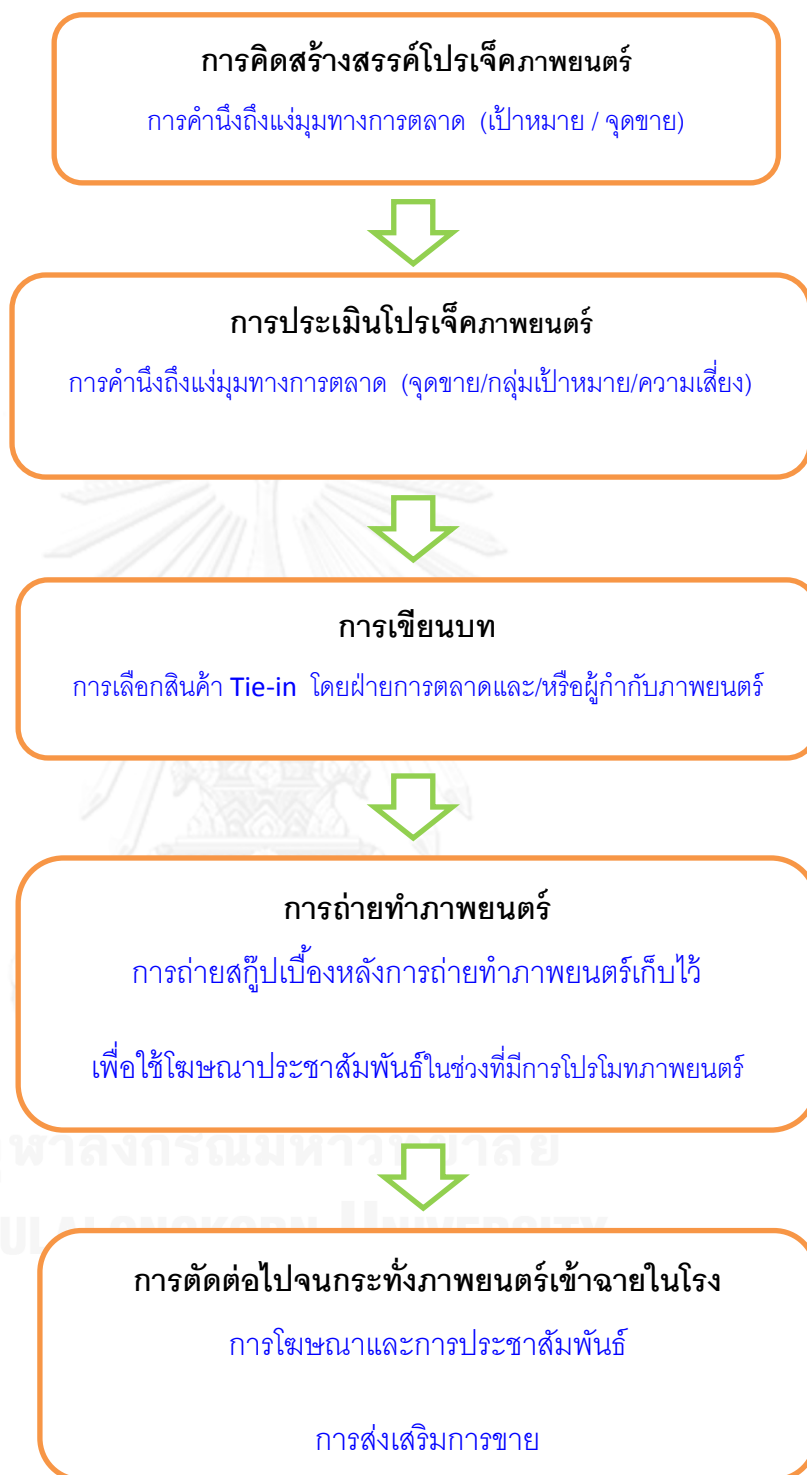 การคิดสร้างสรรค์โปรเจ็คภาพยนตร์
การคำนึงถึงแง่มุมทางการตลาด (เป้าหมาย / จุดขาย)
การประเมินโปรเจ็คภาพยนตร์
การคำนึงถึงแง่มุมทางการตลาด (จุดขาย/กลุ่มเป้าหมาย/ความเสี่ยง)
การเขียนบท
การเลือกสินค้า Tie-in โดยฝ่ายการตลาดและ/หรือผู้กำกับภาพยนตร์
การถ่ายทำภาพยนตร์
การถ่ายสกู๊ปเบื้องหลังการถ่ายทำภาพยนตร์เก็บไว้
เพื่อใช้โฆษณาประชาสัมพันธ์ในช่วงที่มีการโปรโมทภาพยนตร์
การตัดต่อไปจนกระทั่งภาพยนตร์เข้าฉายในโรง
การโฆษณาและการประชาสัมพันธ์
การส่งเสริมการขาย